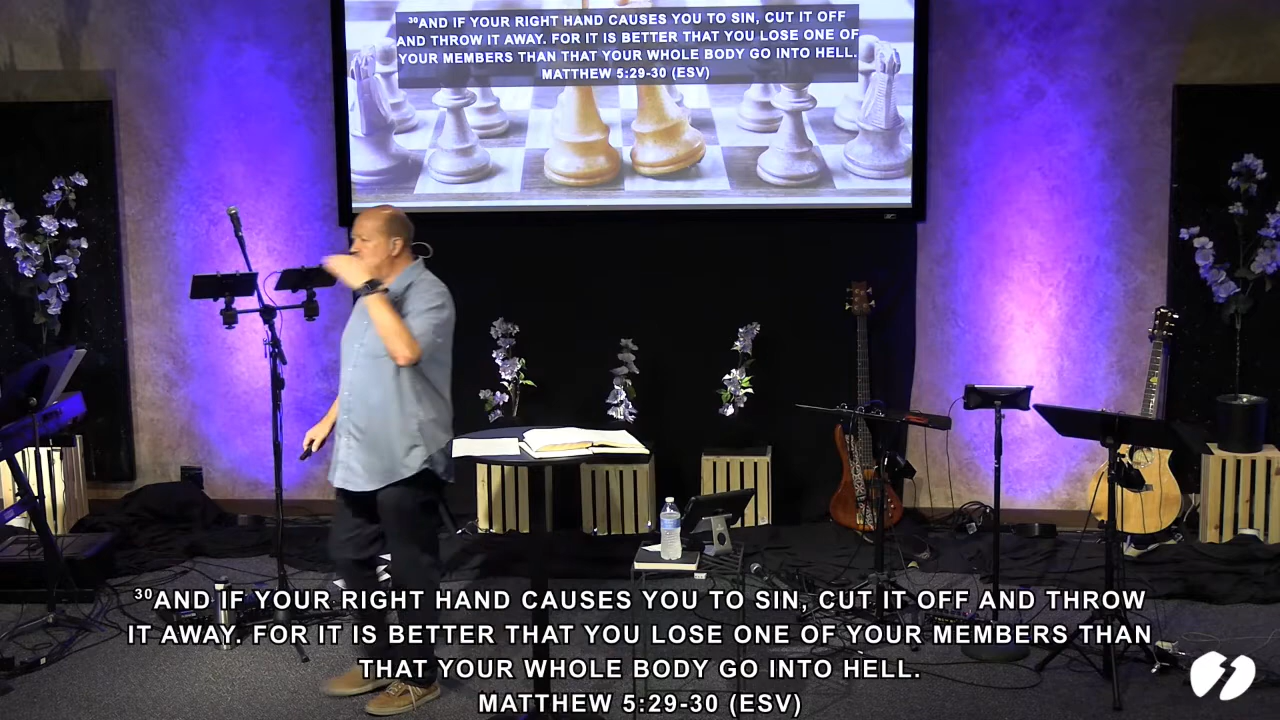 ³⁰AND IF YOUR RIGHT HAND CAUSES YOU TO SIN, CUT IT OFF
AND THROW IT AWAY. FOR IT IS BETTER THAT YOU LOSE ONE OF
YOUR MEMBERS THAN THAT YOUR WHOLE BODY GO INTO HELL.
MATTHEW 5:29-30 (ESV)
³⁰AND IF YOUR RIGHT HAND CAUSES YOU TO SIN, CUT IT OFF AND THROW
IT AWAY. FOR IT IS BETTER THAT YOU LOSE ONE OF YOUR MEMBERS THAN
THAT YOUR WHOLE BODY GO INTO HELL.
MATTHEW 5:29-30 (ESV)